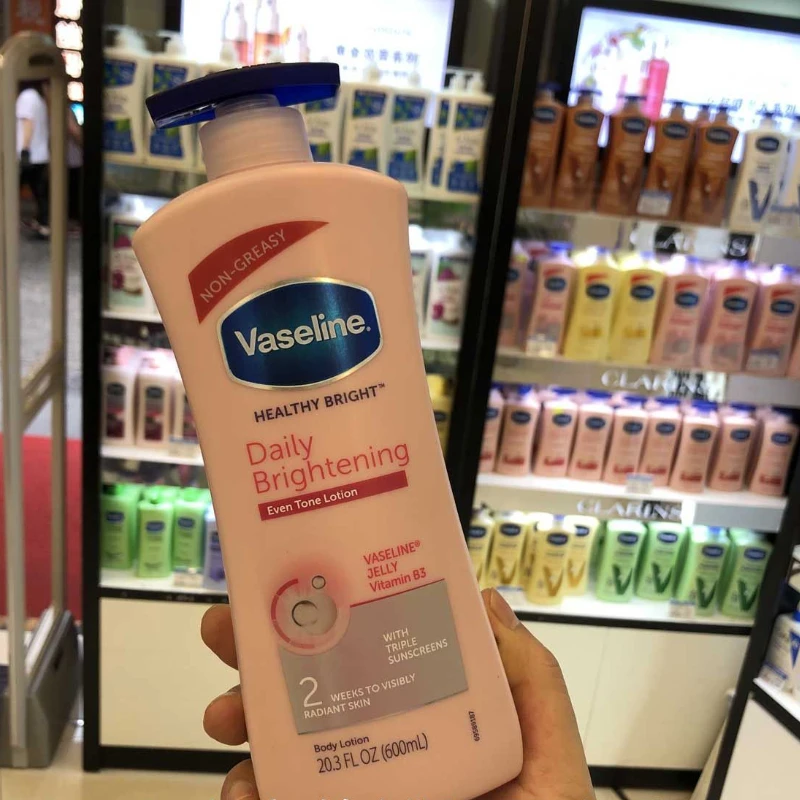 NON-GREASY
Vaseline.
HEALTHY BRIGHT™
Daily
Brightening
Even Tone Lotion
VASELINE®
JELLY
Vitamin B3
WITH
TRIPLE
SUNSCREENS
2 WEEKS TO VISIBLY
RADIANT SKIN
Body Lotion
20.3 FL OZ (600mL)
CLARINS
CLARINS
CLARINS